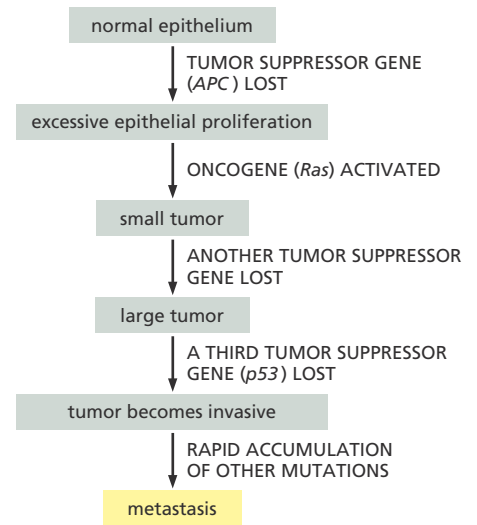 normal epithelium
TUMOR SUPPRESSOR GENE
(APC) LOST
excessive epithelial proliferation
ONCOGENE (Ras) ACTIVATED
small tumor
ANOTHER TUMOR SUPPRESSOR
GENE LOST
large tumor
A THIRD TUMOR SUPPRESSOR
GENE (p53) LOST
tumor becomes invasive
RAPID ACCUMULATION
OF OTHER MUTATIONS
metastasis